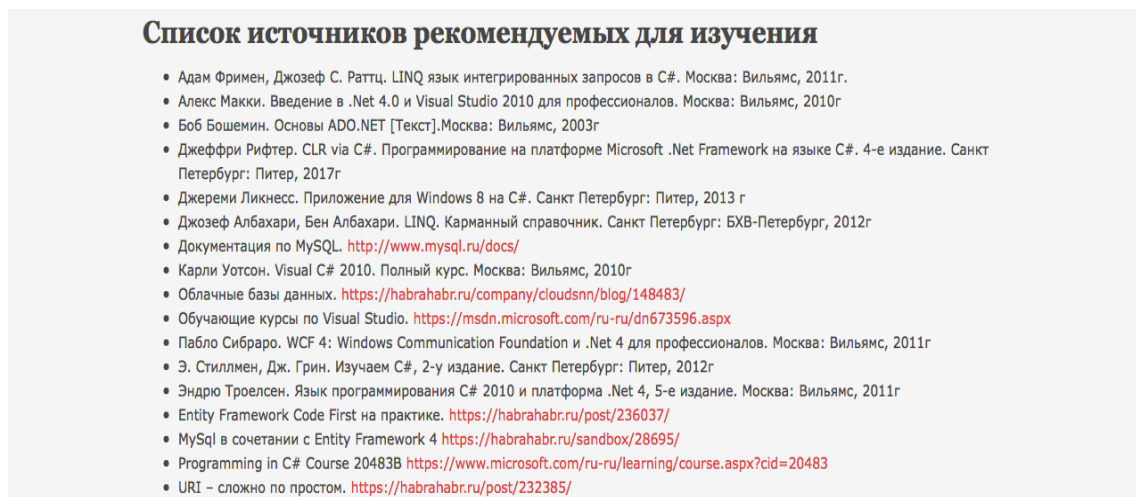 Список источников рекомендуемых для изучения
• Адам Фримен, Джозеф С. Раттц. LINQ язык интегрированных запросов в C#. Москва: Вильямс, 2011г.
• Алекс Макки. Введение в .Net 4.0 и Visual Studio 2010 для профессионалов. Москва: Вильямс, 2010г
• Боб Бошемин. Основы ADO.NET [Текст].Москва: Вильямс, 2003г
• Джеффри Рифтер. CLR via C#. Программирование на платформе Microsoft .Net Framework на языке C#. 4-е издание. Санкт
Петербург: Питер, 2017г
• Джереми Ликнесс. Приложение для Windows 8 на C#. Санкт Петербург: Питер, 2013 г
• Джозеф Албахари, Бен Албахари. LINQ. Карманный справочник. Санкт Петербург: БХВ-Петербург, 2012г
• Документация по MySQL. http://www.mysql.ru/docs/
• Карли Уотсон. Visual C# 2010. Полный курс. Москва: Вильямс, 2010г
• Облачные базы данных. https://habrahabr.ru/company/cloudsnn/blog/148483/
• Обучающие курсы по Visual Studio. https://msdn.microsoft.com/ru-ru/dn673596.aspx
• Пабло Сибраро. WCF 4: Windows Communication Foundation и .Net 4 для профессионалов. Москва: Вильямс, 2011г
• Э. Стиллмен, Дж. Грин. Изучаем C#, 2-у издание. Санкт Петербург: Питер, 2012г
• Эндрю Троелсен. Язык программирования C# 2010 и платформа .Net 4, 5-е издание. Москва: Вильямс, 2011г
• Entity Framework Code First на практике. https://habrahabr.ru/post/236037/
• MySql в сочетании с Entity Framework 4 https://habrahabr.ru/sandbox/28695/
• Programming in C# Course 20483B https://www.microsoft.com/ru-ru/learning/course.aspx?cid=20483
• URI – сложно по простом. https://habrahabr.ru/post/232385/